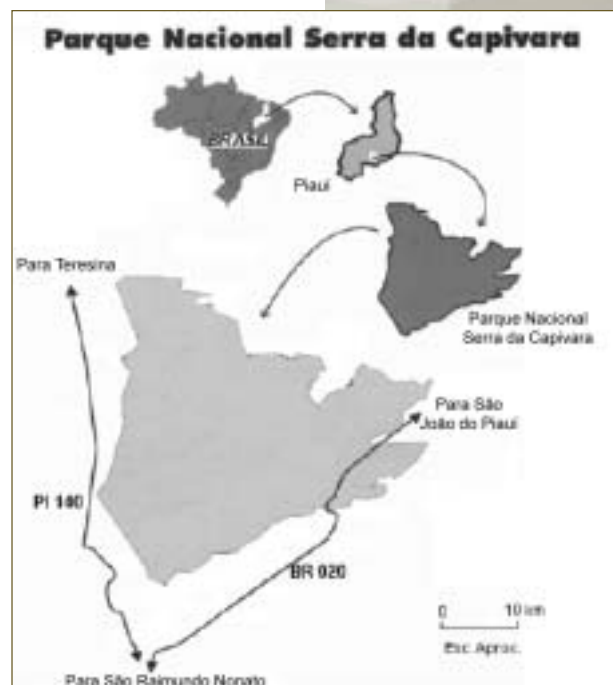 Parque Nacional Serra da Capivara
BRASIL
Piauí
Para Teresina
Parque Nacional
Serra da Capivara
Para São
João do Piauí
PI 140
BR 020
0 10 km
Esc. Aproc.
Para São Raimundo Nonato